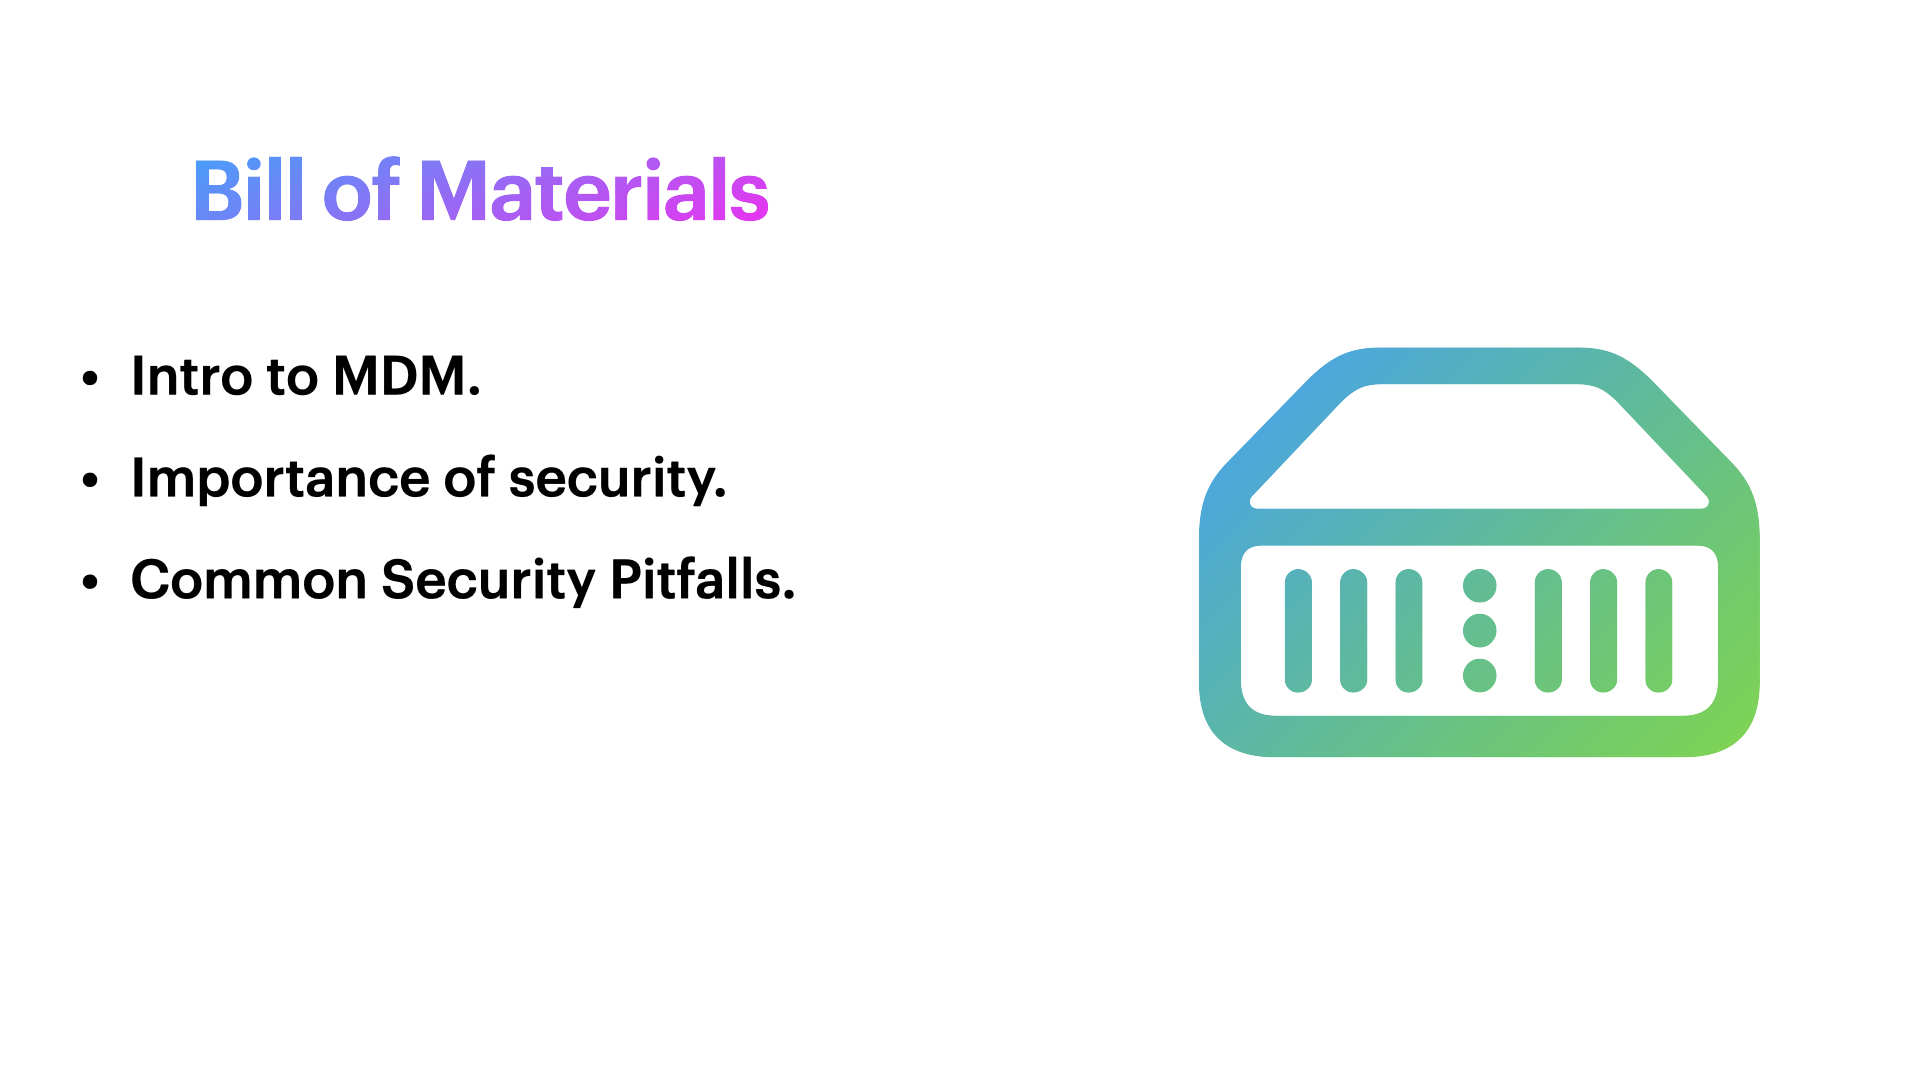 Bill of Materials
• Intro to MDM.
• Importance of security.
• Common Security Pitfalls.